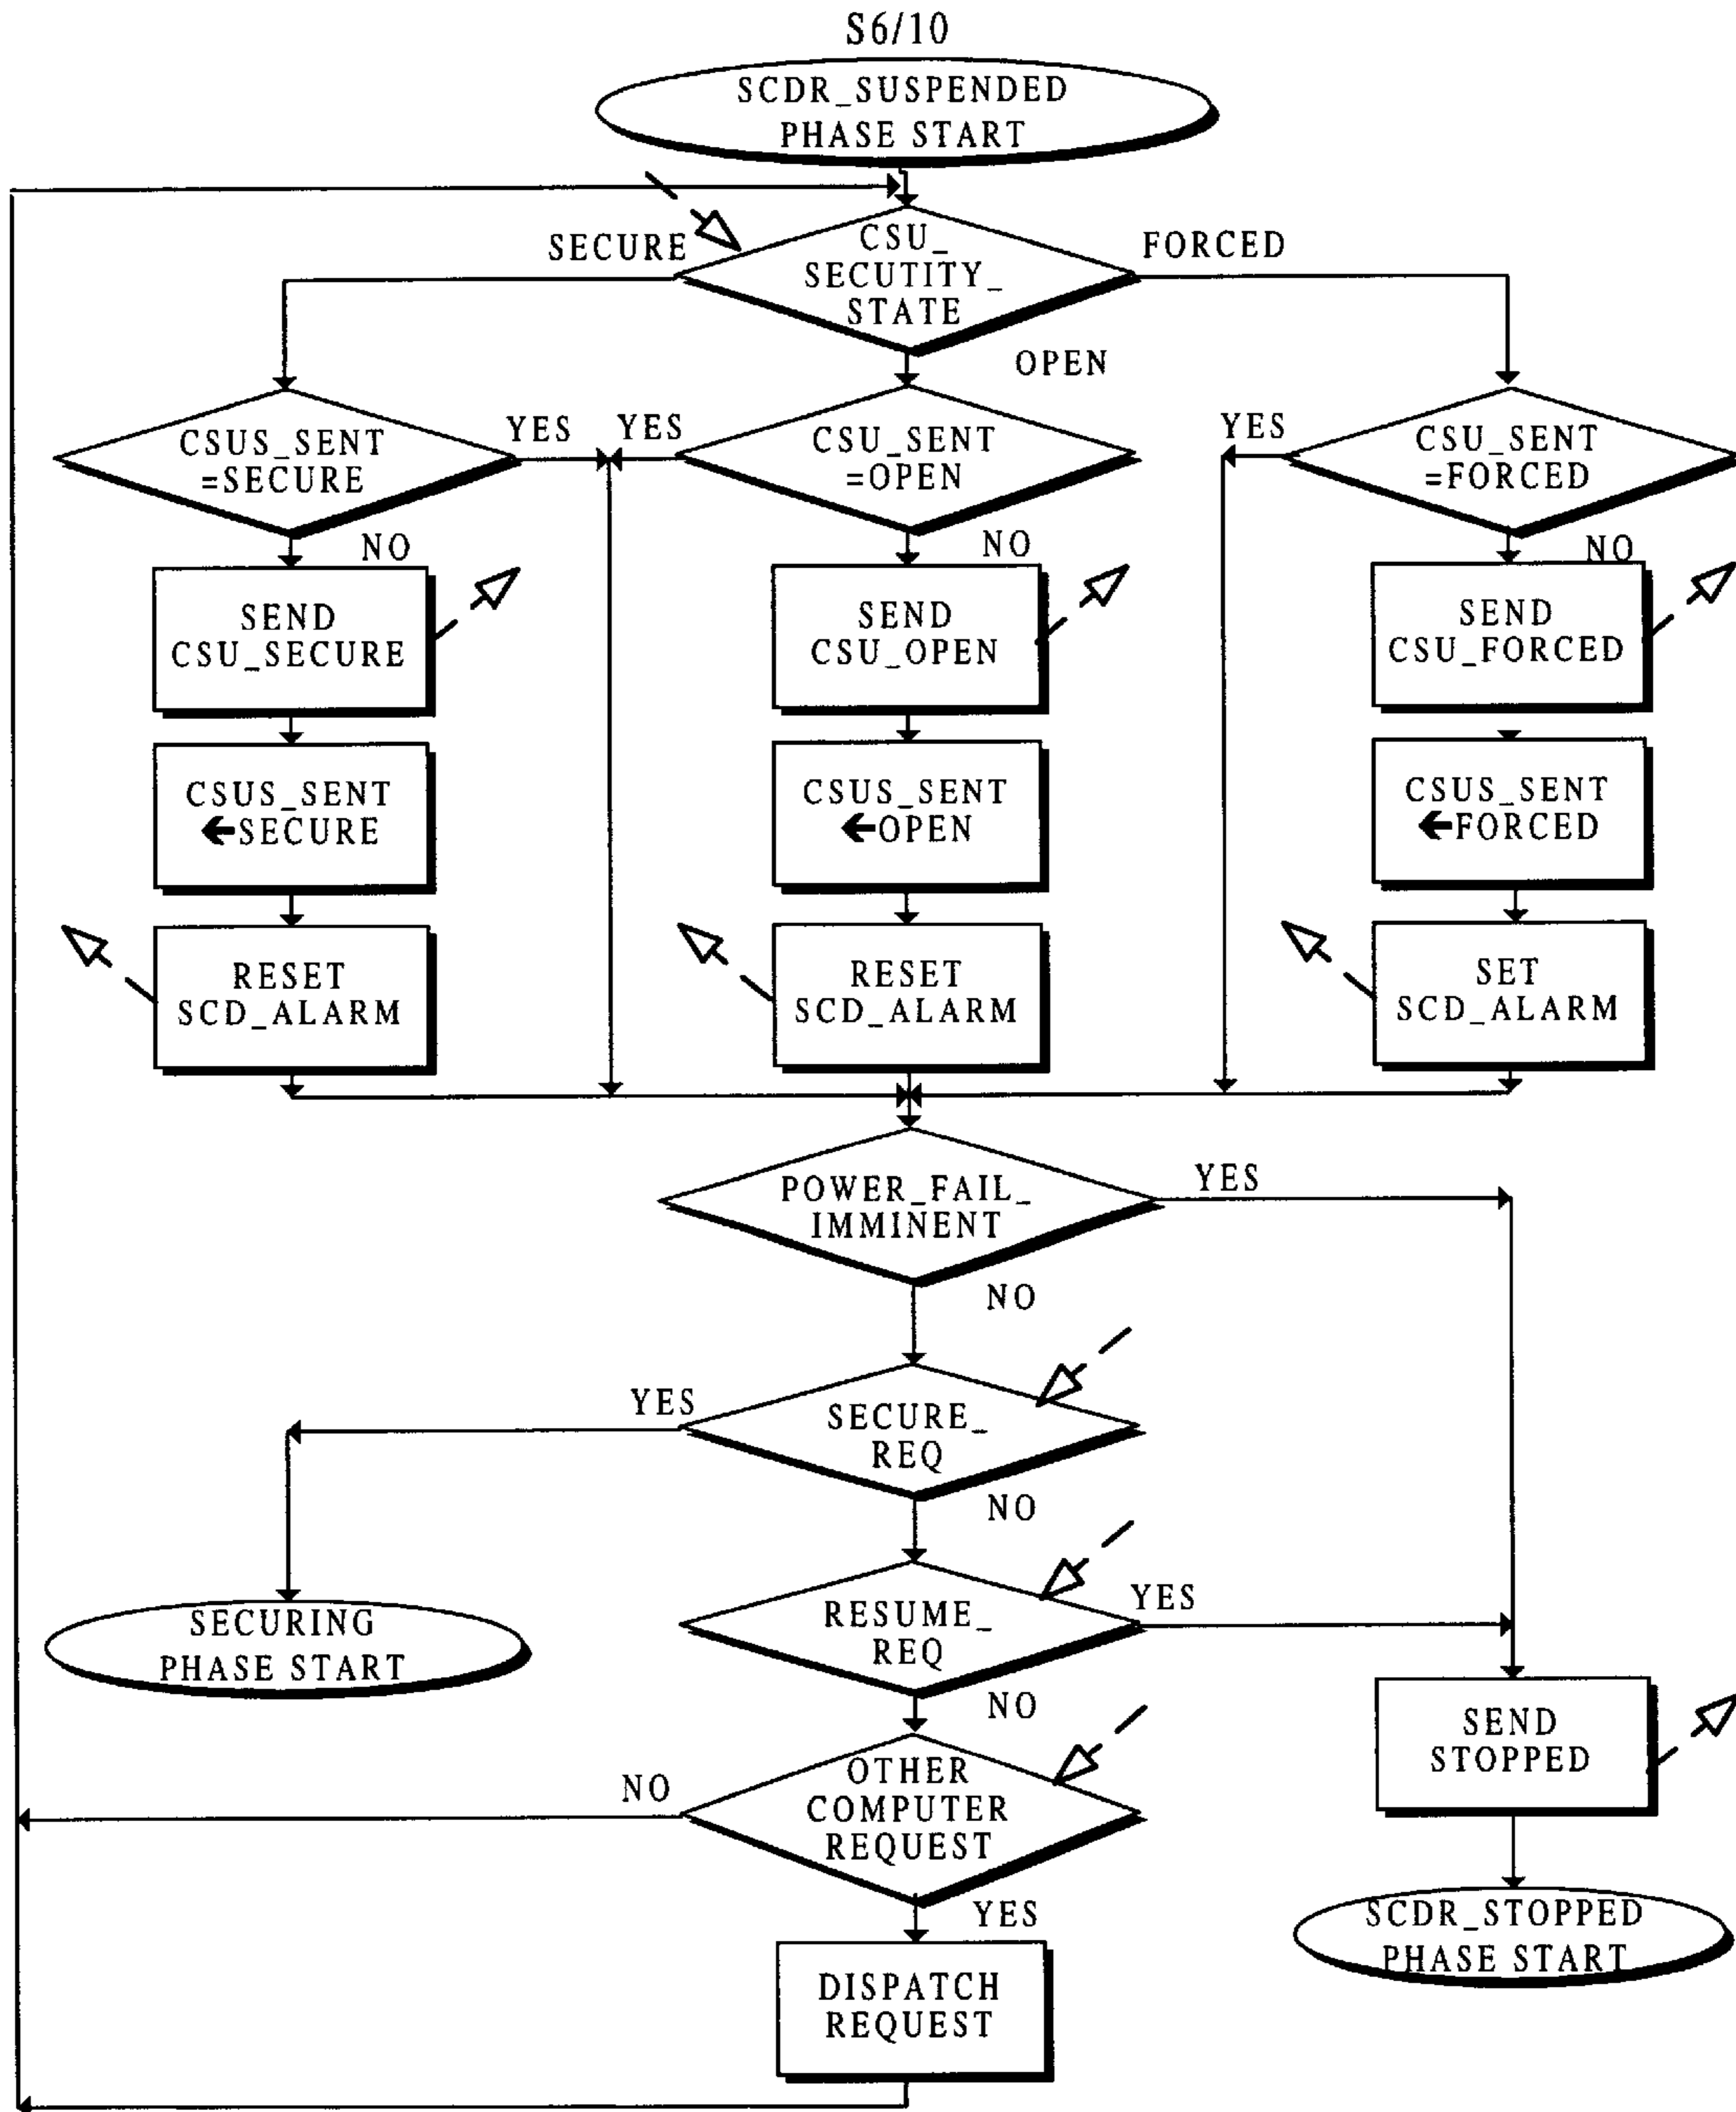 S6/10
SCDR_SUSPENDED
PHASE START
SECURE
CSU_
SECUTITY_
STATE
FORCED
OPEN
CSUS_SENT
=SECURE
YES
YES
CSU_SENT
=OPEN
YES
CSU_SENT
=FORCED
NO
NO
NO
SEND
CSU_SECURE
SEND
CSU_OPEN
SEND
CSU_FORCED
CSUS_SENT
←SECURE
CSUS_SENT
←OPEN
CSUS_SENT
←FORCED
RESET
SCD_ALARM
RESET
SCD_ALARM
SET
SCD_ALARM
POWER_FAIL_
IMMINENT
YES
NO
YES
SECURE_
REQ
NO
SECURING
PHASE START
RESUME_
REQ
YES
NO
SEND
STOPPED
NO
OTHER
COMPUTER
REQUEST
YES
SCDR_STOPPED
PHASE START
DISPATCH
REQUEST